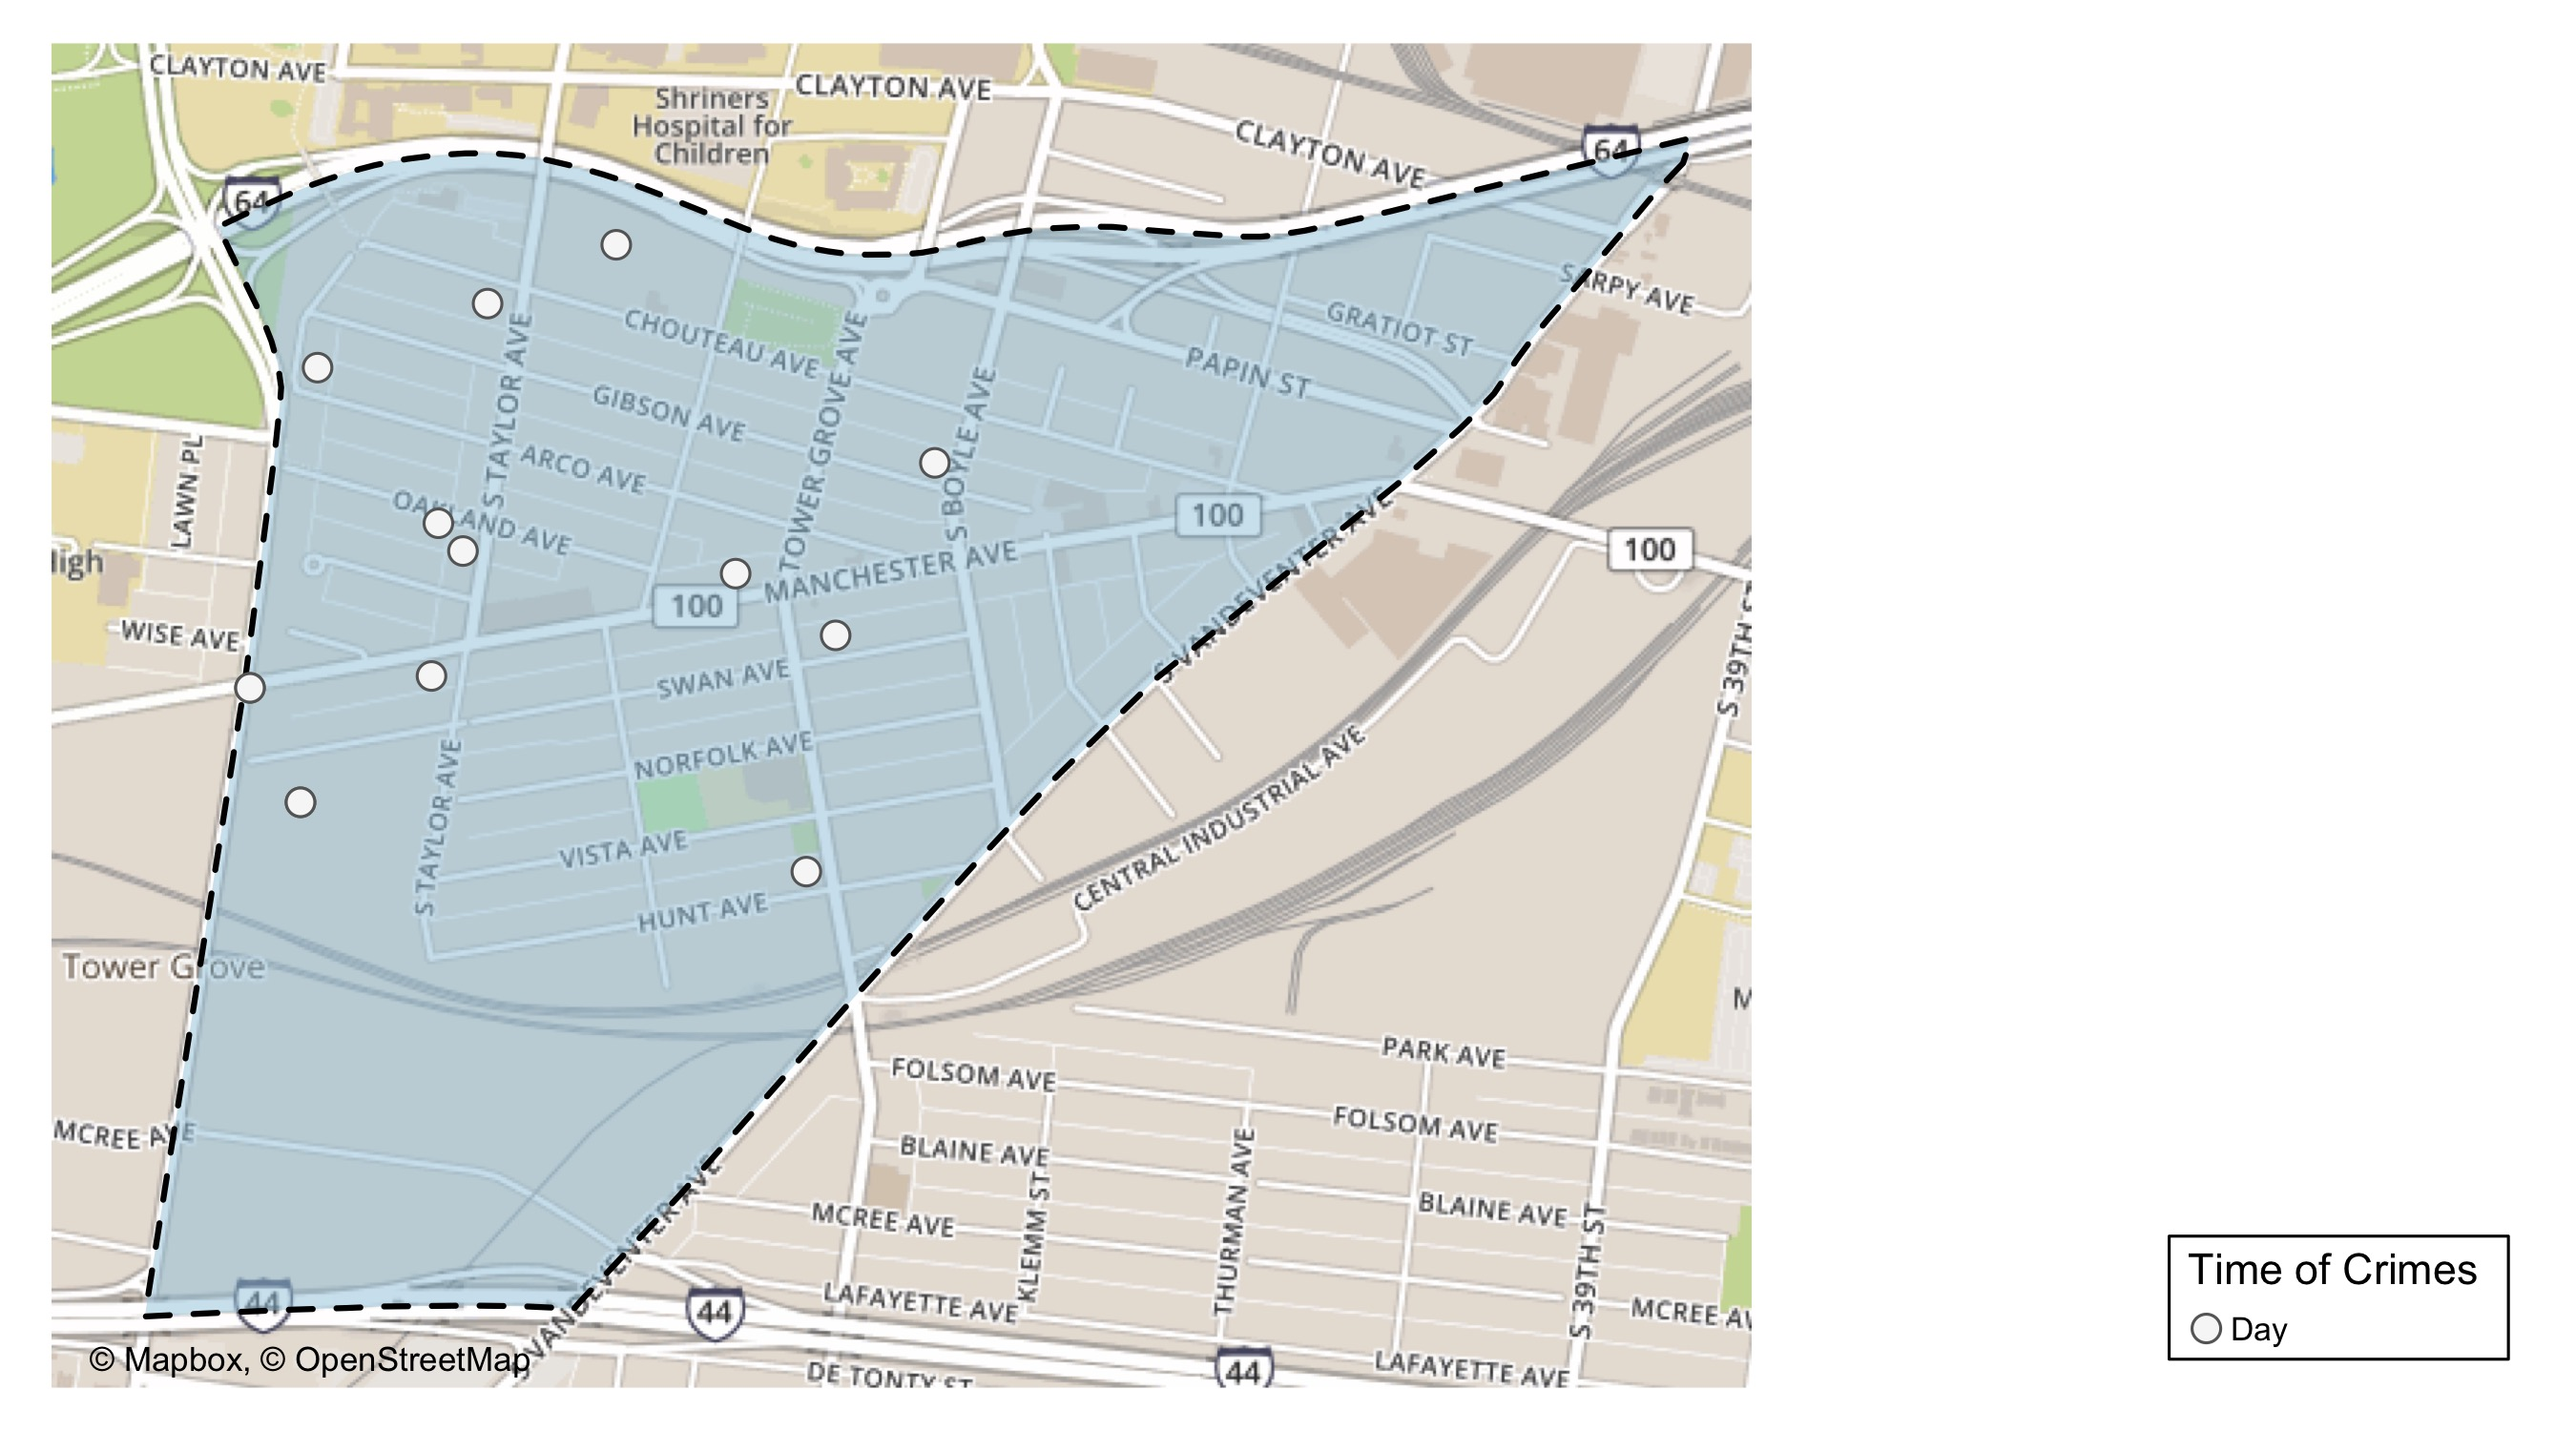 CLAYTON AVE
Shriners
Hospital for
Children
CLAYTON AVE
CLAYTON AVE
64
64
SARPY AVE
GRATIOT ST
PAPIN ST
CHOUTEAU AVE
GIBSON AVE
ARCO AVE
OAKLAND AVE
S TAYLOR AVE
TOWER GROVE AVE
S BOYLE AVE
LAWN PL
High
WISE AVE
100
100
100
MANCHESTER AVE
S VANDEVENTER AVE
S 39TH ST
SWAN AVE
NORFOLK AVE
S TAYLOR AVE
VISTA AVE
HUNT AVE
CENTRAL INDUSTRIAL AVE
Tower Grove
M
PARK AVE
FOLSOM AVE
FOLSOM AVE
MCREE AVE
BLAINE AVE
BLAINE AVE
MCREE AVE
KLEMM ST
THURMAN AVE
S 39TH ST
S VANDEVENTER AVE
LAFAYETTE AVE
MCREE AV
44
44
44
S VANDEVENTER AVE
DE TONTY ST
LAFAYETTE AVE
© Mapbox, © OpenStreetMap
Time of Crimes
Day